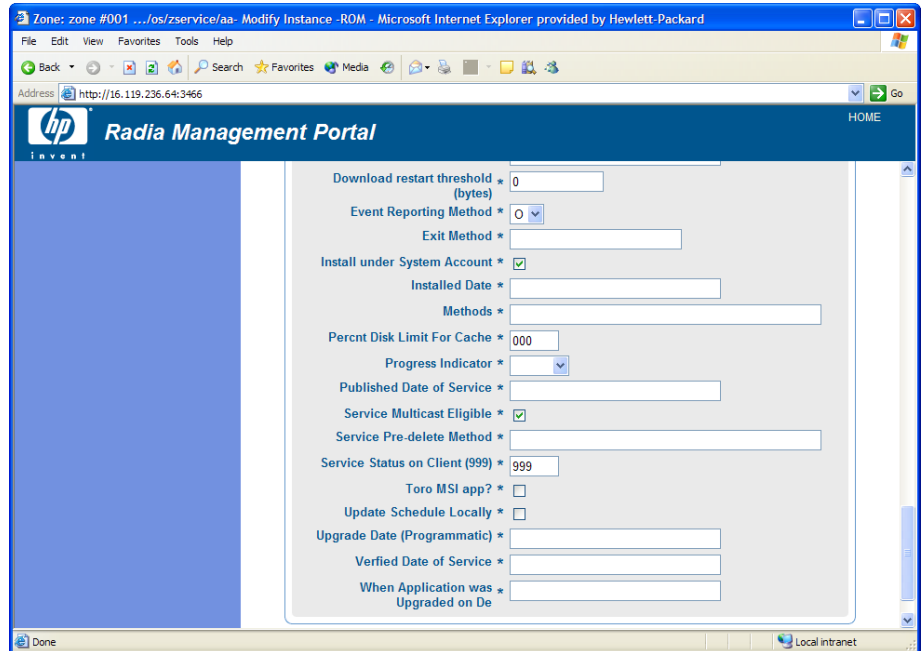 Zone: zone #001 .../os/zservice/aa- Modify Instance -ROM - Microsoft Internet Explorer provided by Hewlett-Packard
File Edit View Favorites Tools Help
Back Search Favorites Media
Address http://16.119.236.64:3466 Go
hp Radia Management Portal HOME
invent
Download restart threshold * 0
(bytes)
Event Reporting Method * O
Exit Method *
Install under System Account *
Installed Date *
Methods *
Percnt Disk Limit For Cache * 000
Progress Indicator *
Published Date of Service *
Service Multicast Eligible *
Service Pre-delete Method *
Service Status on Client (999) * 999
Toro MSI app? *
Update Schedule Locally *
Upgrade Date (Programmatic) *
Verfied Date of Service *
When Application was *
Upgraded on De
Done Local intranet